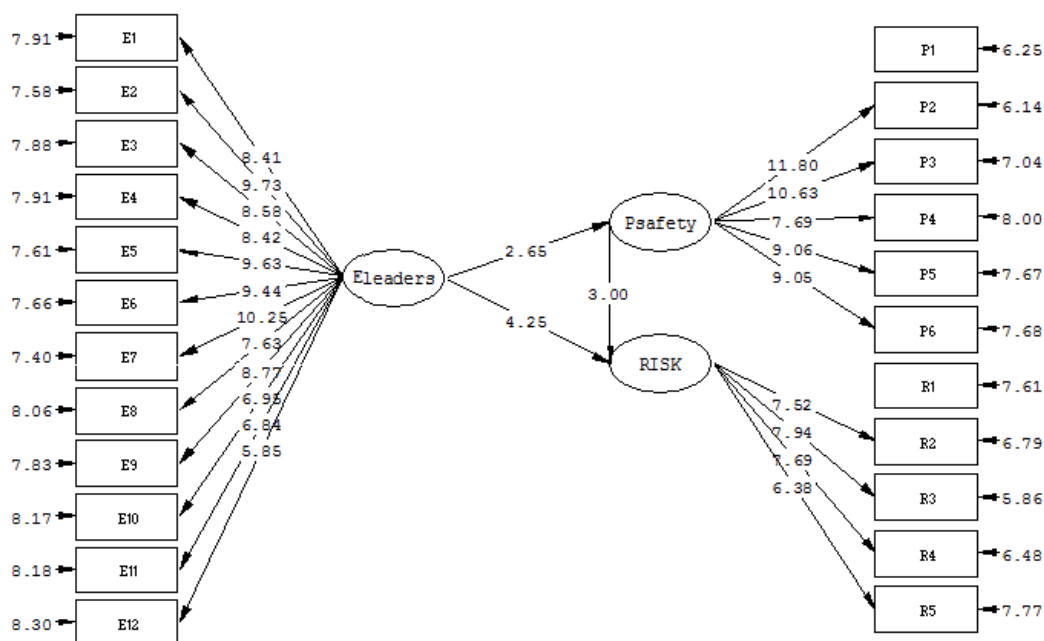 7.91 E1
7.58 E2
7.88 E3
7.91 E4
7.61 E5
7.66 E6
7.40 E7
8.06 E8
7.83 E9
8.17 E10
8.18 E11
8.30 E12
8.41
9.73
8.58
8.42
9.63
9.44
10.25
7.63
8.77
6.95
6.84
5.85
Eleaders
2.65
4.25
Psafety
3.00
RISK
11.80
10.63
7.69
9.06
9.05
7.52
7.94
7.69
6.38
P1 6.25
P2 6.14
P3 7.04
P4 8.00
P5 7.67
P6 7.68
R1 7.61
R2 6.79
R3 5.86
R4 6.48
R5 7.77